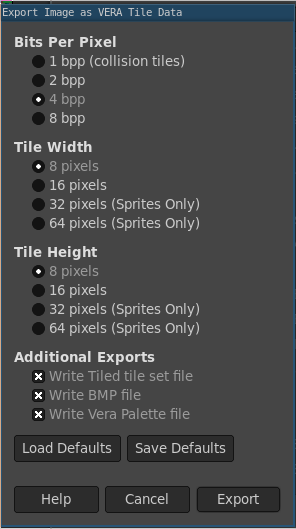 Export Image as VERA Tile Data
Bits Per Pixel
1 bpp (collision tiles)
2 bpp
4 bpp
8 bpp
Tile Width
8 pixels
16 pixels
32 pixels (Sprites Only)
64 pixels (Sprites Only)
Tile Height
8 pixels
16 pixels
32 pixels (Sprites Only)
64 pixels (Sprites Only)
Additional Exports
Write Tiled tile set file
Write BMP file
Write Vera Palette file
Load Defaults Save Defaults
Help Cancel Export